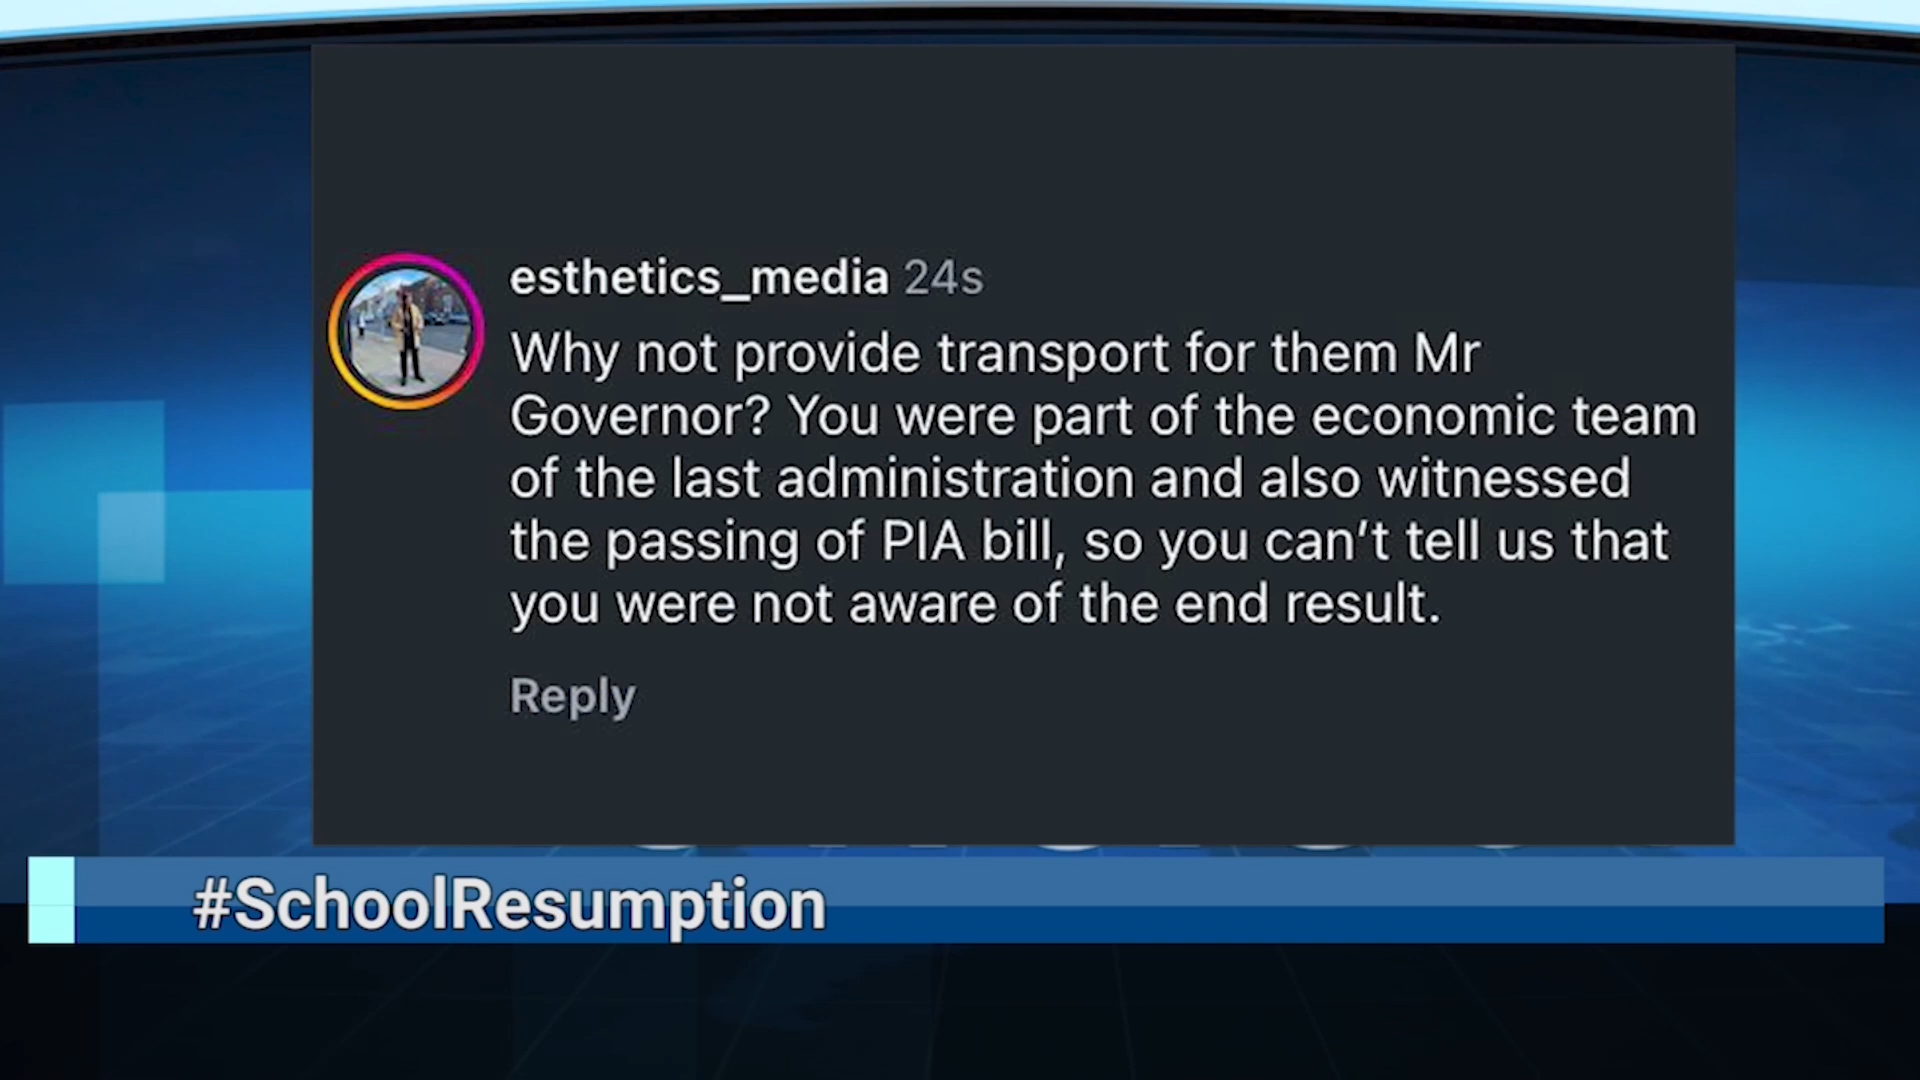 esthetics_media 24s
Why not provide transport for them Mr
Governor? You were part of the economic team
of the last administration and also witnessed
the passing of PIA bill, so you can’t tell us that
you were not aware of the end result.
Reply
#SchoolResumption